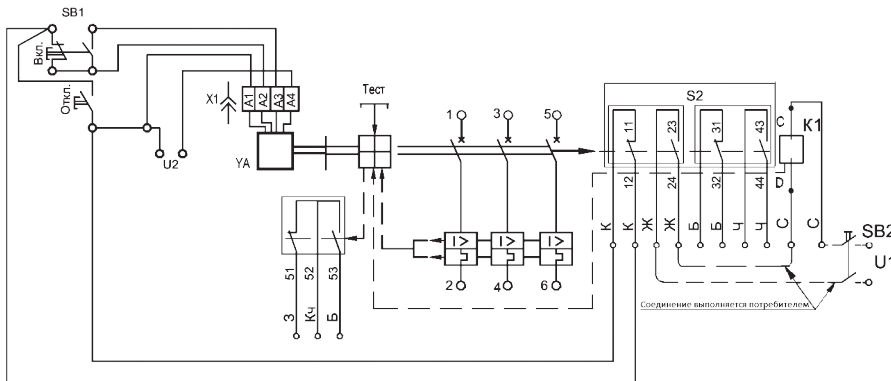 SB1
Вкл.
Откл.
X1
A1 A2 A3 A4
U2
YA
Тест
1 3 5
S2
11 23 31 43
C K1
12 24 32 44
D
К К Ж Ж Б Б Ч Ч С С
SB2
U1
I> I> I>
2 4 6
51 52 53
З Кч Б
Соединение выполняется потребителем